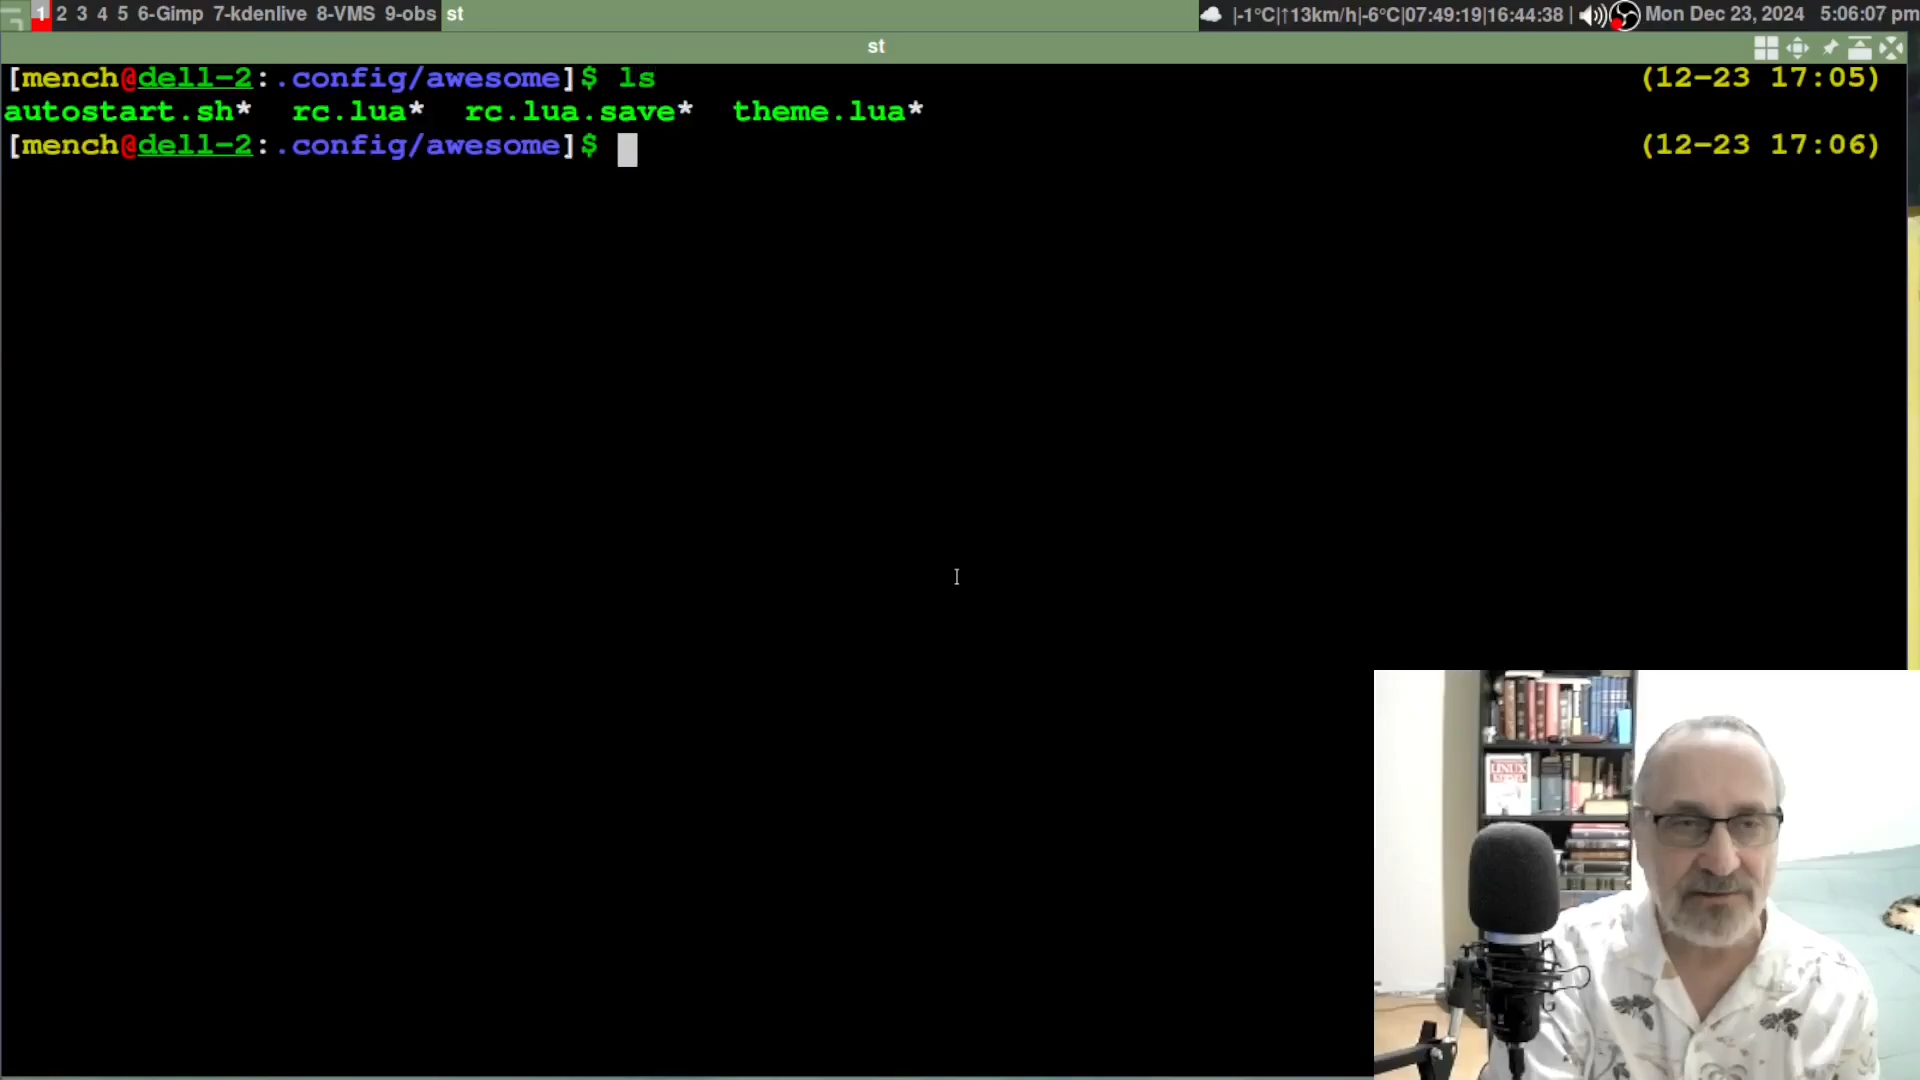 1 2 3 4 5 6-Gimp 7-kdenlive 8-VMS 9-obs st |-1°C|↑13km/h|-6°C|07:49:19|16:44:38 | Mon Dec 23, 2024 5:06:07 pm
st
[mench@dell-2:.config/awesome]$ ls (12-23 17:05)
autostart.sh* rc.lua* rc.lua.save* theme.lua*
[mench@dell-2:.config/awesome]$ (12-23 17:06)
LINUX
KERNEL